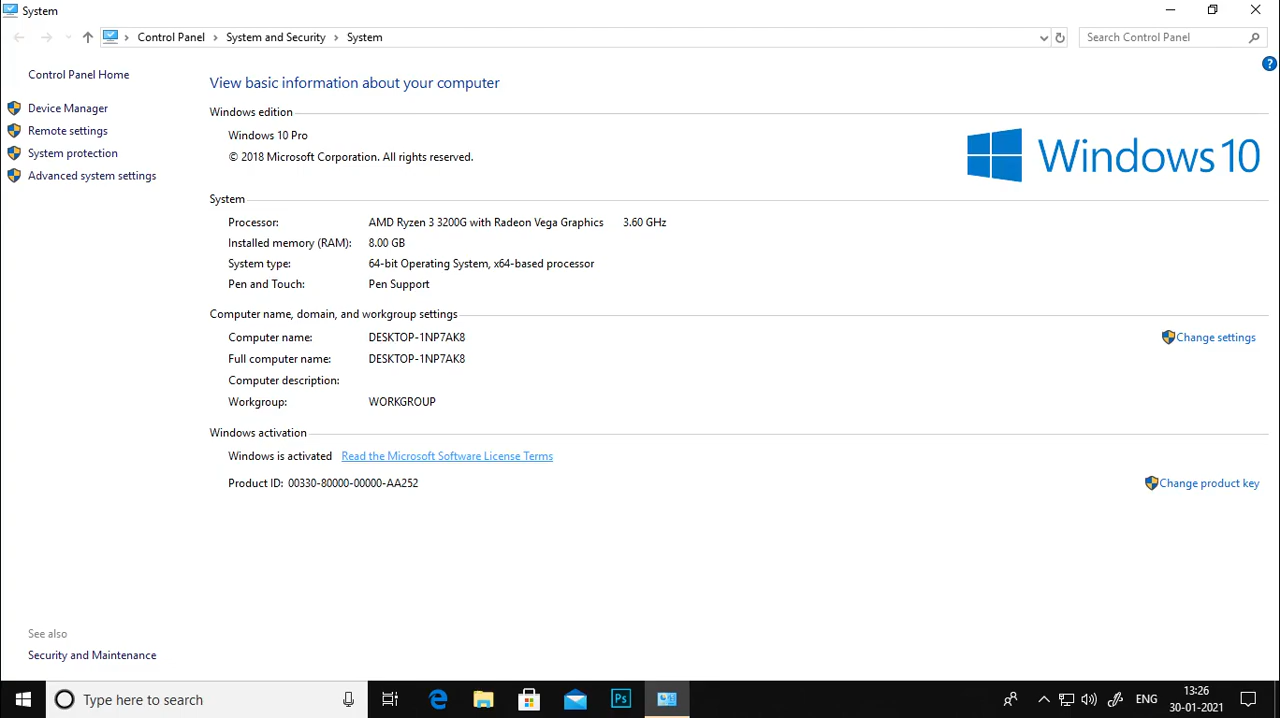 System
Control Panel › System and Security › System
Search Control Panel
Control Panel Home
Device Manager
Remote settings
System protection
Advanced system settings
View basic information about your computer
Windows edition
Windows 10 Pro
© 2018 Microsoft Corporation. All rights reserved.
Windows 10
System
Processor: AMD Ryzen 3 3200G with Radeon Vega Graphics 3.60 GHz
Installed memory (RAM): 8.00 GB
System type: 64-bit Operating System, x64-based processor
Pen and Touch: Pen Support
Computer name, domain, and workgroup settings
Computer name: DESKTOP-1NP7AK8
Change settings
Full computer name: DESKTOP-1NP7AK8
Computer description:
Workgroup: WORKGROUP
Windows activation
Windows is activated Read the Microsoft Software License Terms
Product ID: 00330-80000-00000-AA252
Change product key
See also
Security and Maintenance
Type here to search
Ps
ENG
13:26
30-01-2021